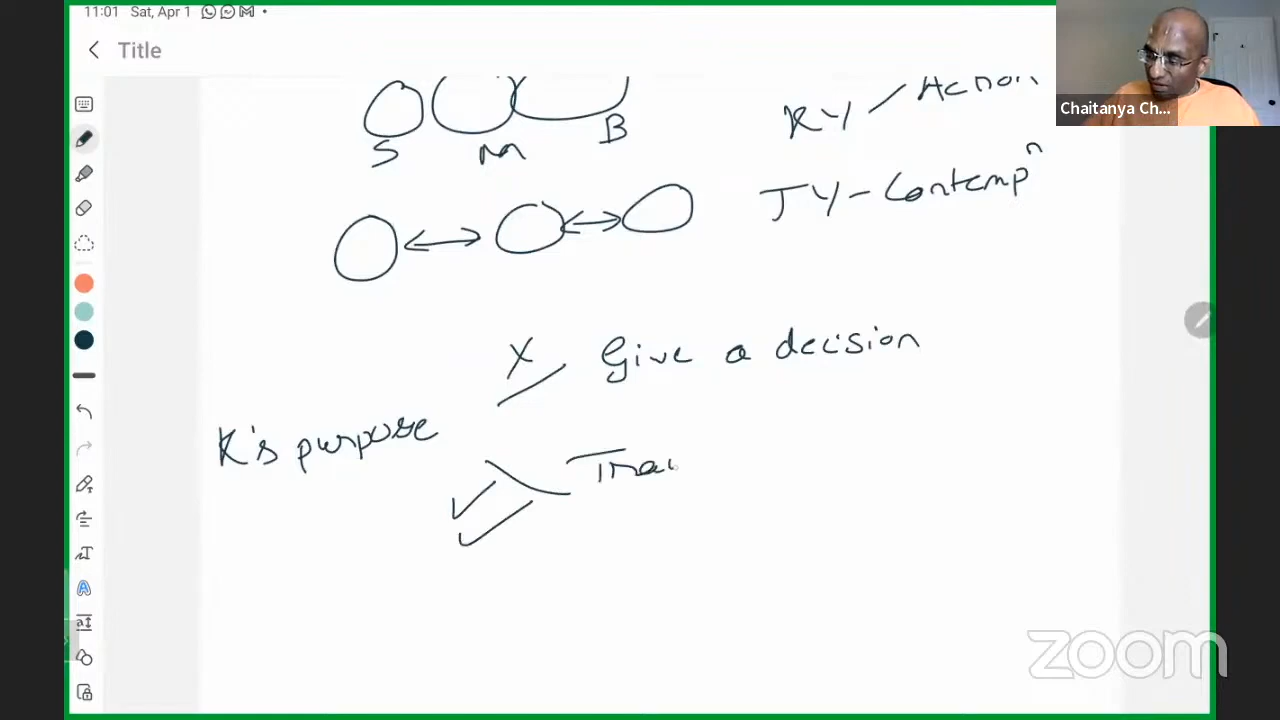 11:01 Sat, Apr 1
Title
Chaitanya Ch...
KY / Action
S M B
JY - Contempⁿ
X Give a decision
K's purpose
zoom